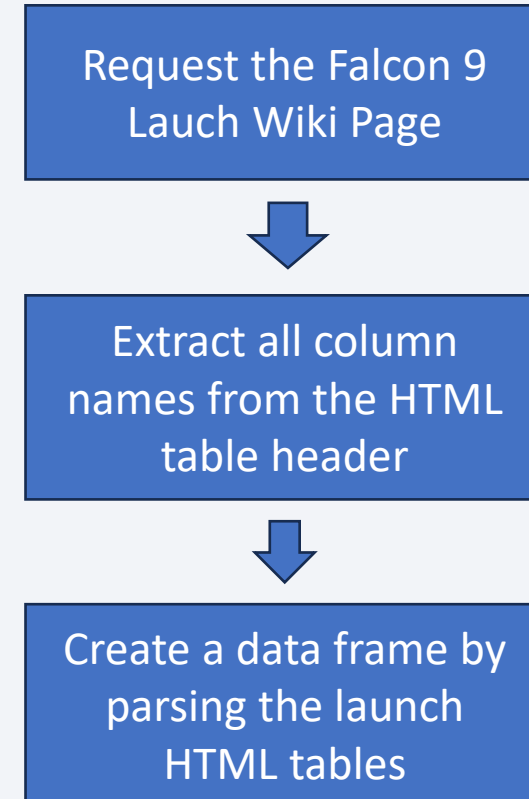 Request the Falcon 9
Lauch Wiki Page
Extract all column
names from the HTML
table header
Create a data frame by
parsing the launch
HTML tables